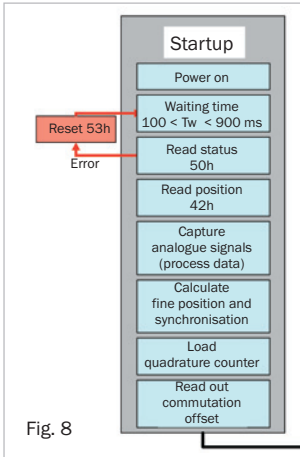 Startup
Power on
Waiting time
100 < Tw < 900 ms
Reset 53h
Error
Read status
50h
Read position
42h
Capture
analogue signals
(process data)
Calculate
fine position and
synchronisation
Load
quadrature counter
Read out
commutation
offset
Fig. 8